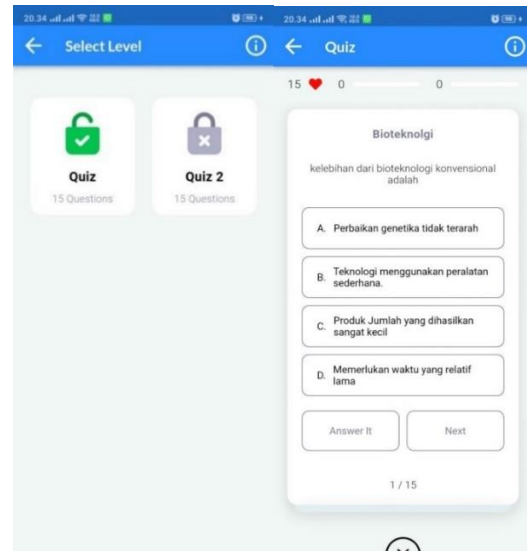 20.34
Select Level
Quiz
15 Questions
Quiz 2
15 Questions
20.34
Quiz
15
0
0
Bioteknolgi
kelebihan dari bioteknologi konvensional
adalah
A. Perbaikan genetika tidak terarah
B. Teknologi menggunakan peralatan
sederhana.
C. Produk Jumlah yang dihasilkan
sangat kecil
D. Memerlukan waktu yang relatif
lama
Answer It
Next
1 / 15